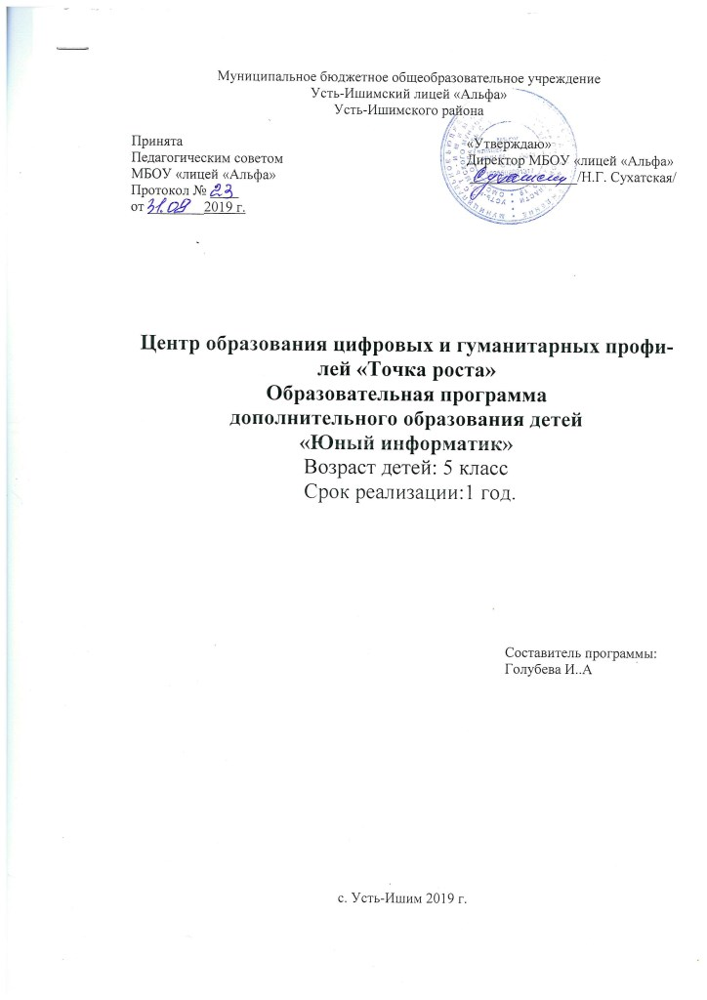 Муниципальное бюджетное общеобразовательное учреждение
Усть-Ишимский лицей «Альфа»
Усть-Ишимского района
Принята
Педагогическим советом
МБОУ «лицей «Альфа»
Протокол № 23
от 31.09 2019 г.
«Утверждаю»
Директор МБОУ «лицей «Альфа»
/Н.Г. Сухатская/
Центр образования цифровых и гуманитарных профи-
лей «Точка роста»
Образовательная программа
дополнительного образования детей
«Юный информатик»
Возраст детей: 5 класс
Срок реализации:1 год.
Составитель программы:
Голубева И..А
с. Усть-Ишим 2019 г.